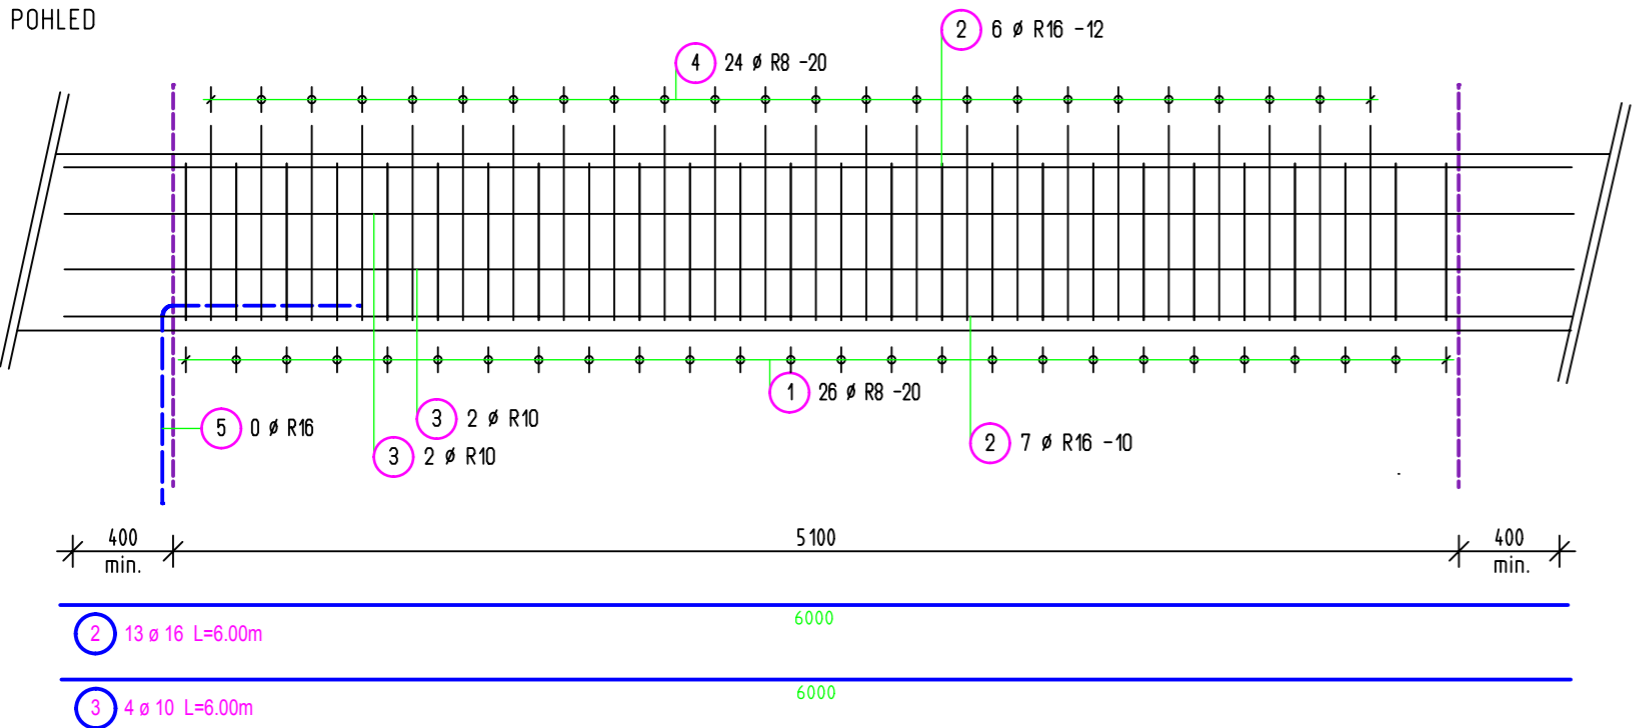 POHLED
2 6 ø R16 -12
4 24 ø R8 -20
1 26 ø R8 -20
3 2 ø R10
5 0 ø R16
2 7 ø R16 -10
3 2 ø R10
400
min.
5100
400
min.
6000
2 13 ø 16 L=6.00m
6000
3 4 ø 10 L=6.00m